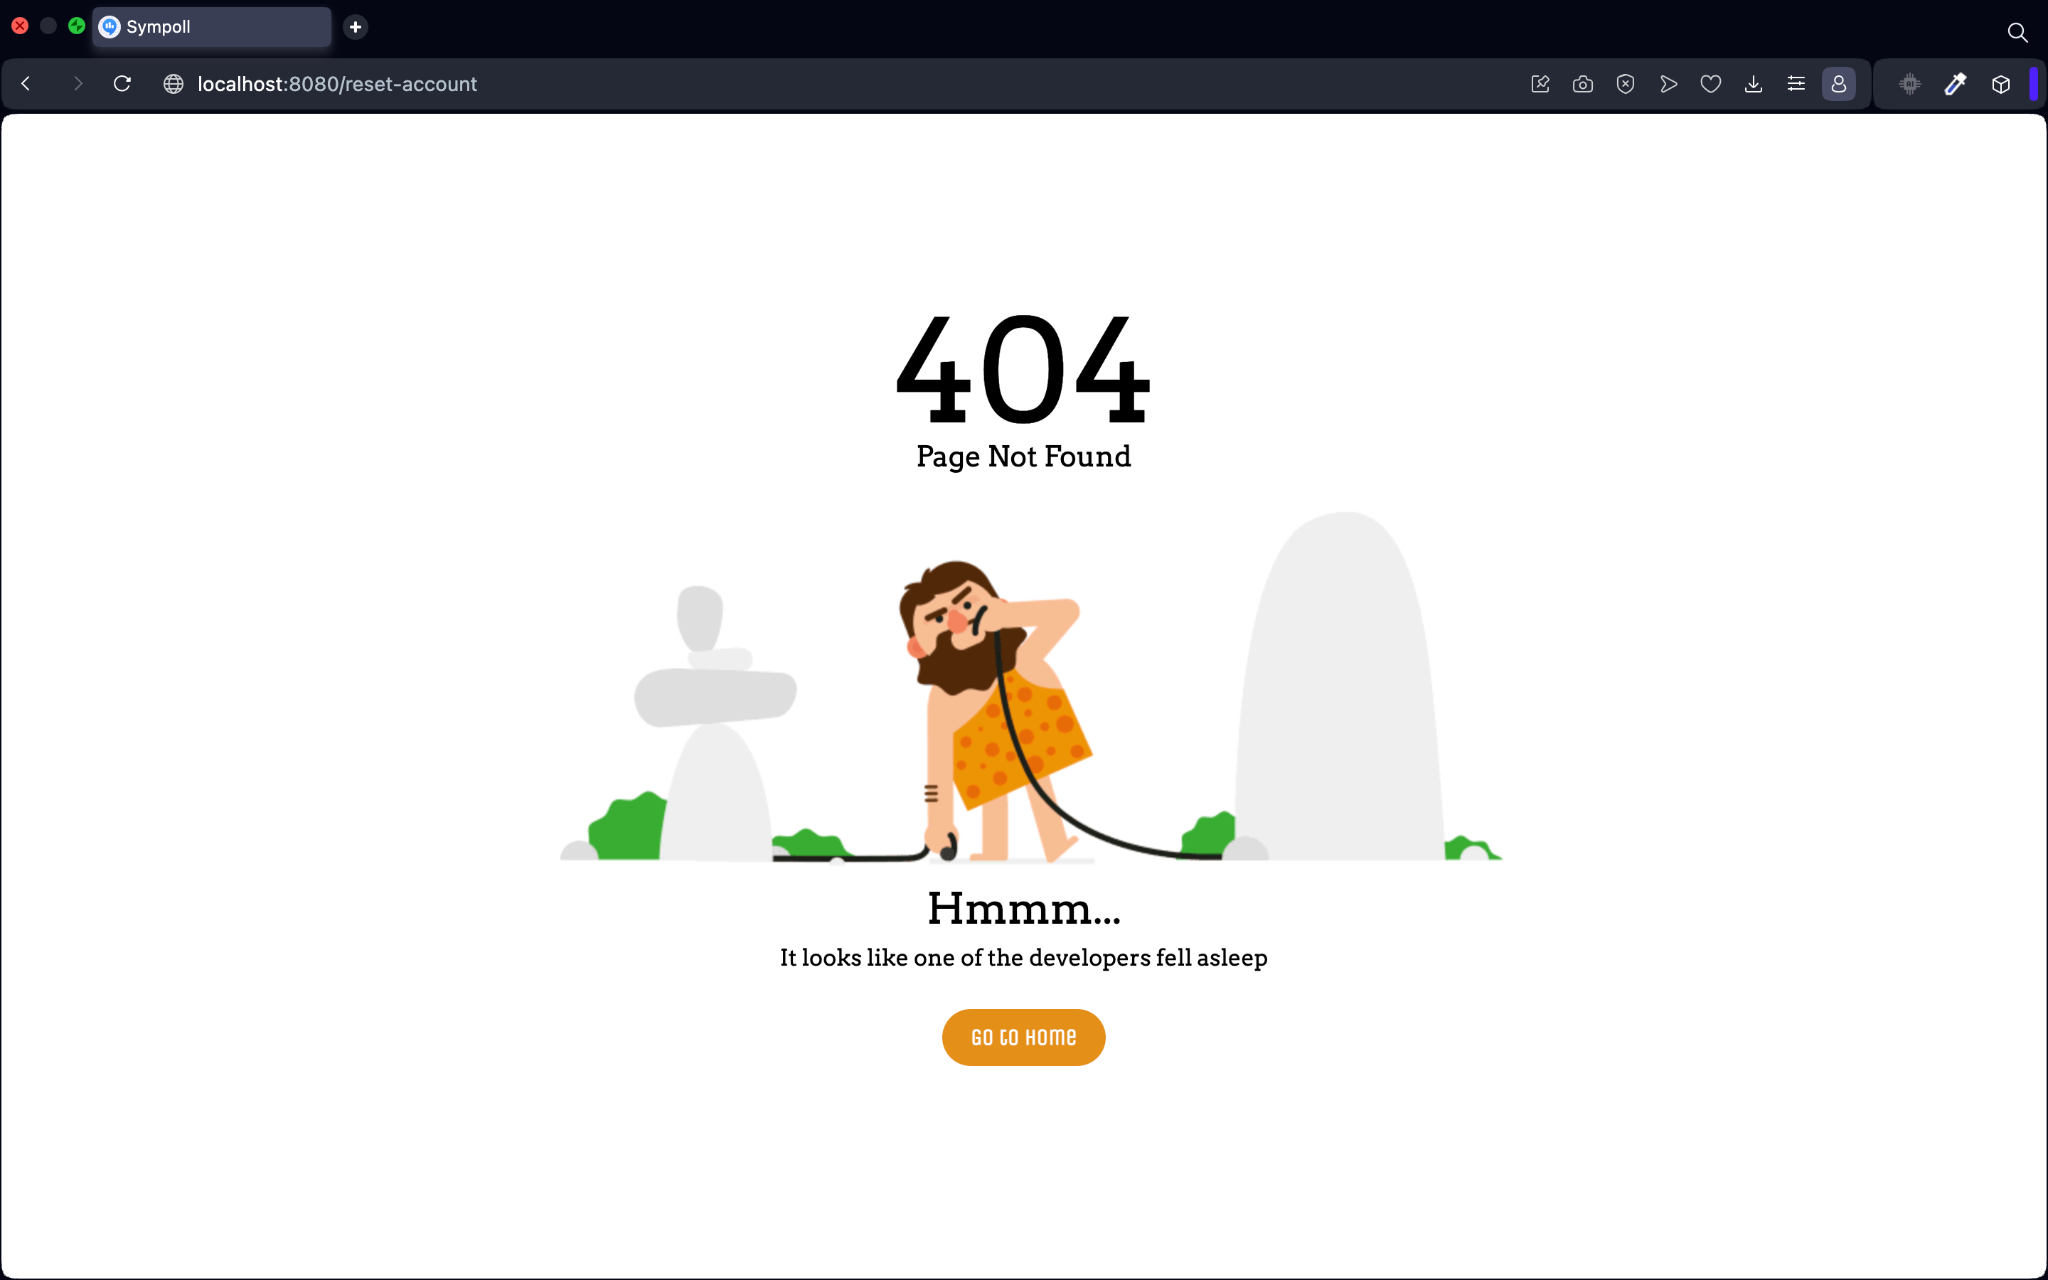 Sympoll
localhost:8080/reset-account
404
Page Not Found
Hmmm...
It looks like one of the developers fell asleep
Go to Home